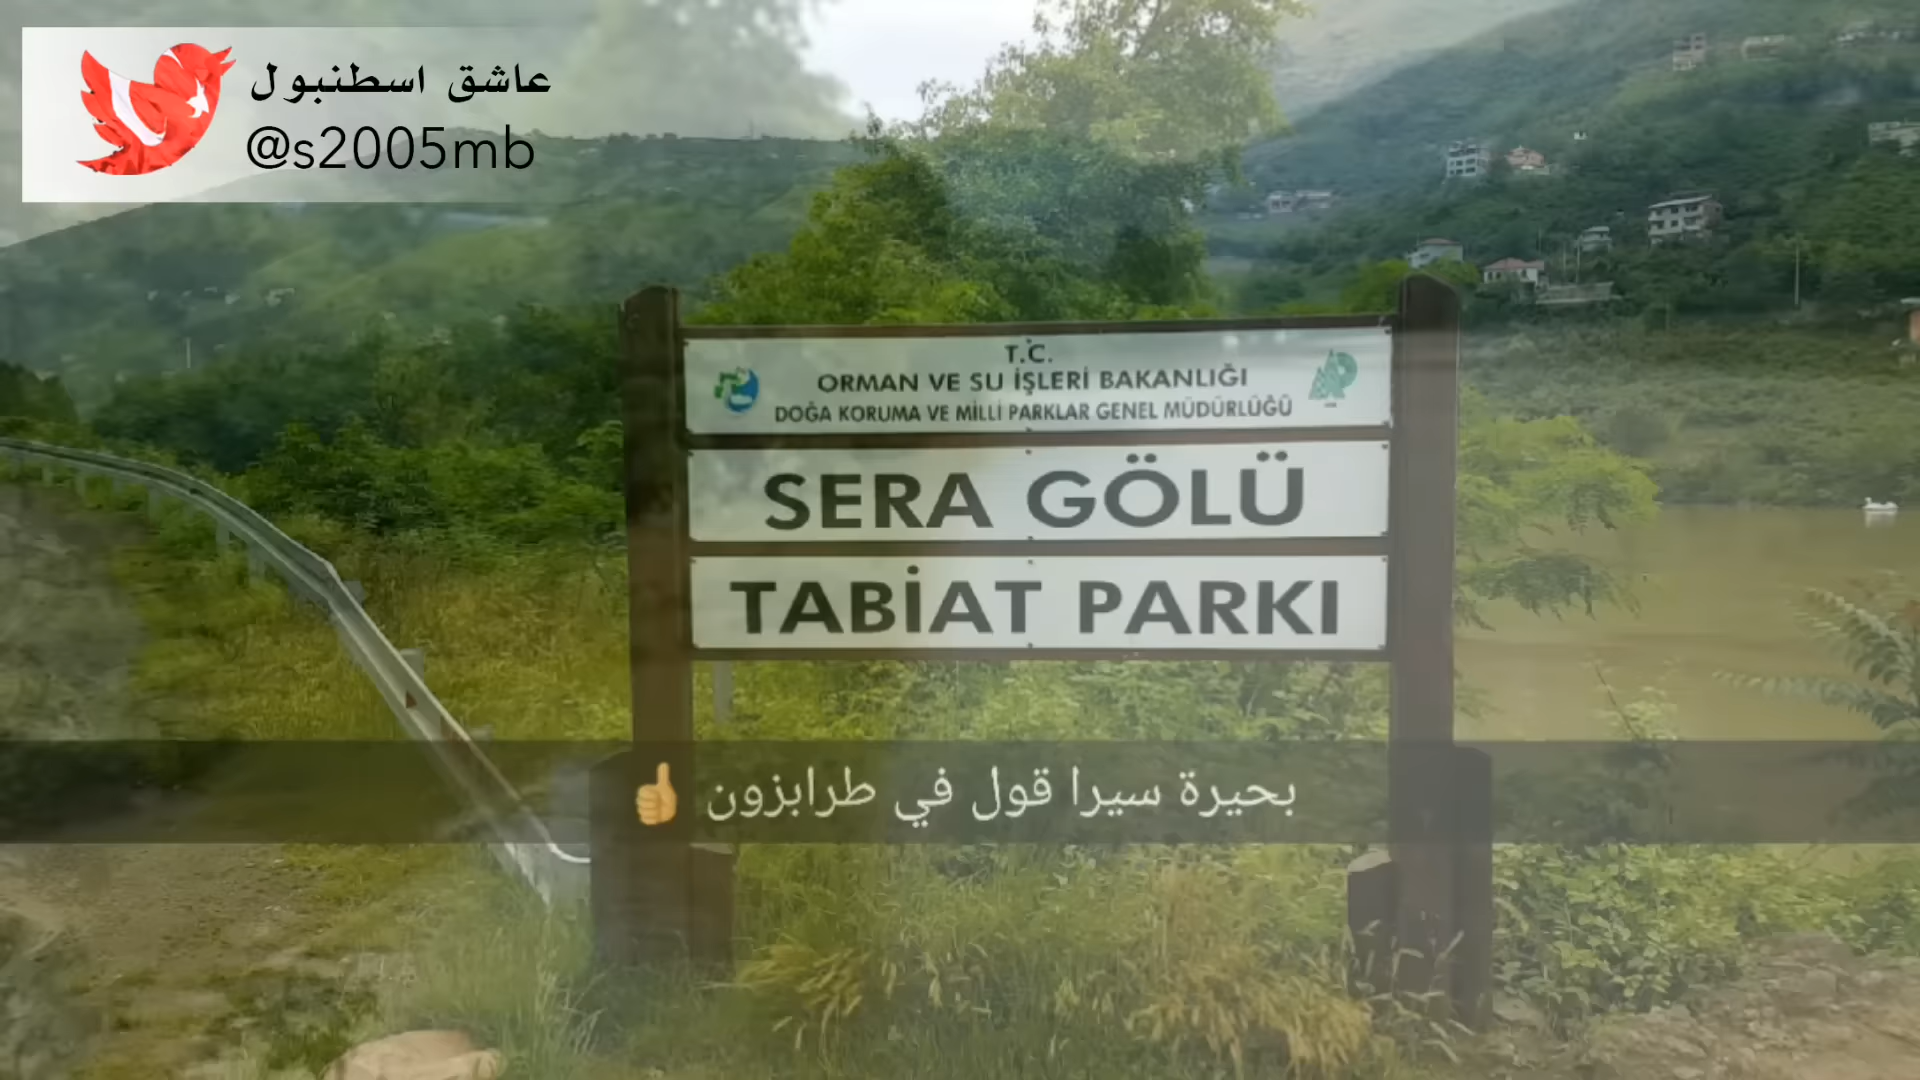 عاشق اسطنبول
@s2005mb
T.C.
ORMAN VE SU İŞLERİ BAKANLIĞI
DOĞA KORUMA VE MİLLİ PARKLAR GENEL MÜDÜRLÜĞÜ
SERA GÖLÜ
TABİAT PARKI
بحيرة سيرا قول في طرابزون 👍